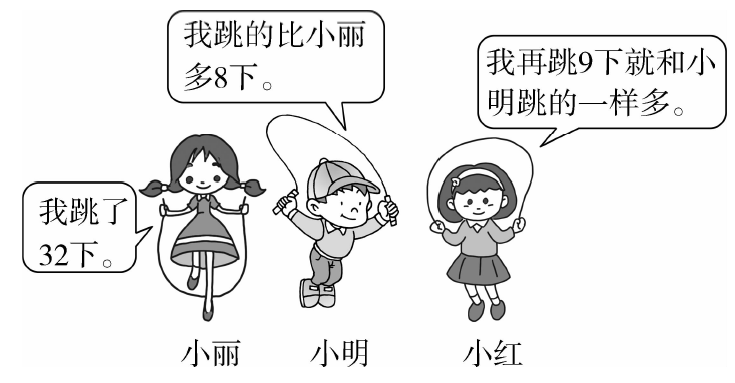 我跳的比小丽
多8下。
我再跳9下就和小
明跳的一样多。
我跳了
32下。
小丽
小明
小红